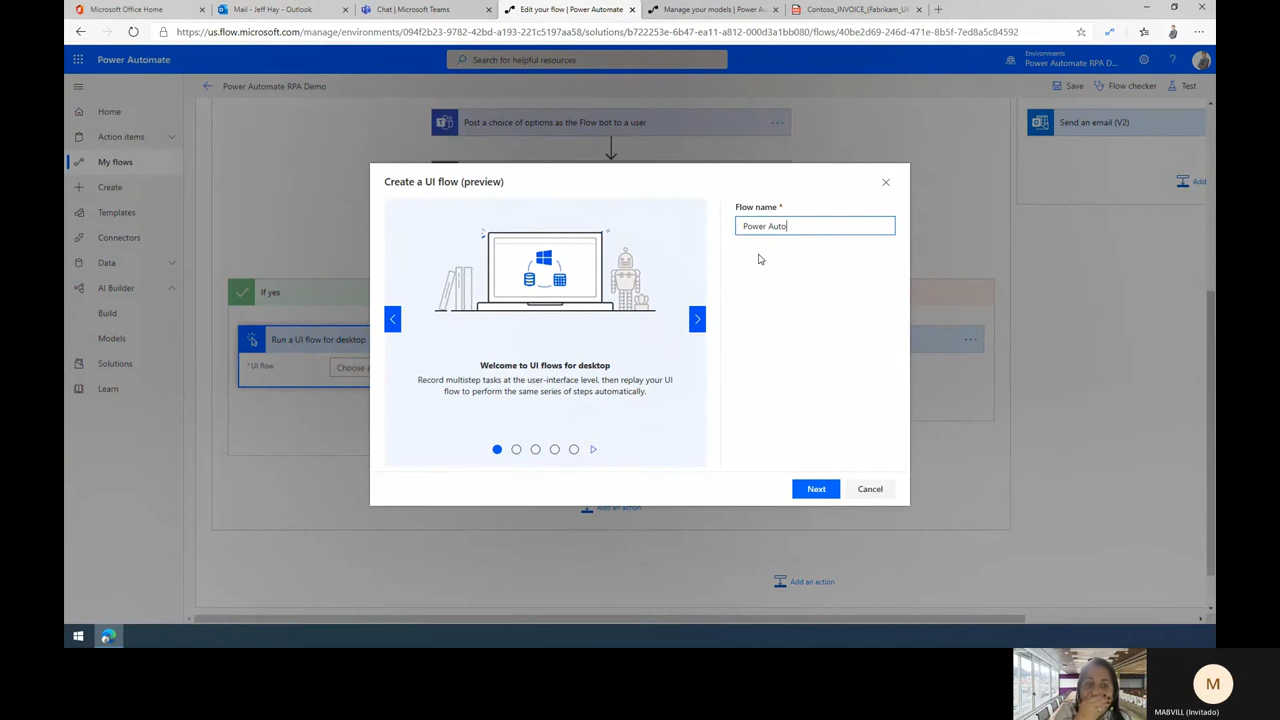 Microsoft Office Home
Mail - Jeff Hay - Outlook
Chat | Microsoft Teams
Edit your flow | Power Automate
Manage your models | Power Au
Contoso_INVOICE_(Fabrikam_U
https://us.flow.microsoft.com/manage/environments/094f2b23-9782-42bd-a193-221c5197aa58/solutions/b722253e-6b47-ea11-a812-000d3a1bb080/flows/40be2d69-246d-471e-8b5f-7ed8a5c84592
Power Automate
Search for helpful resources
Environments
Power Automate RPA D...
Power Automate RPA Demo
Save
Flow checker
Test
Home
Action items
My flows
Create
Templates
Connectors
Data
AI Builder
Build
Models
Solutions
Learn
Post a choice of options as the Flow bot to a user
Send an email (V2)
Add
If yes
Run a UI flow for desktop
* UI flow
Choose a
Create a UI flow (preview)
Welcome to UI flows for desktop
Record multistep tasks at the user-interface level, then replay your UI
flow to perform the same series of steps automatically.
Flow name *
Power Auto
Next
Cancel
Add an action
Add an action
M
MABVILL (Invitado)